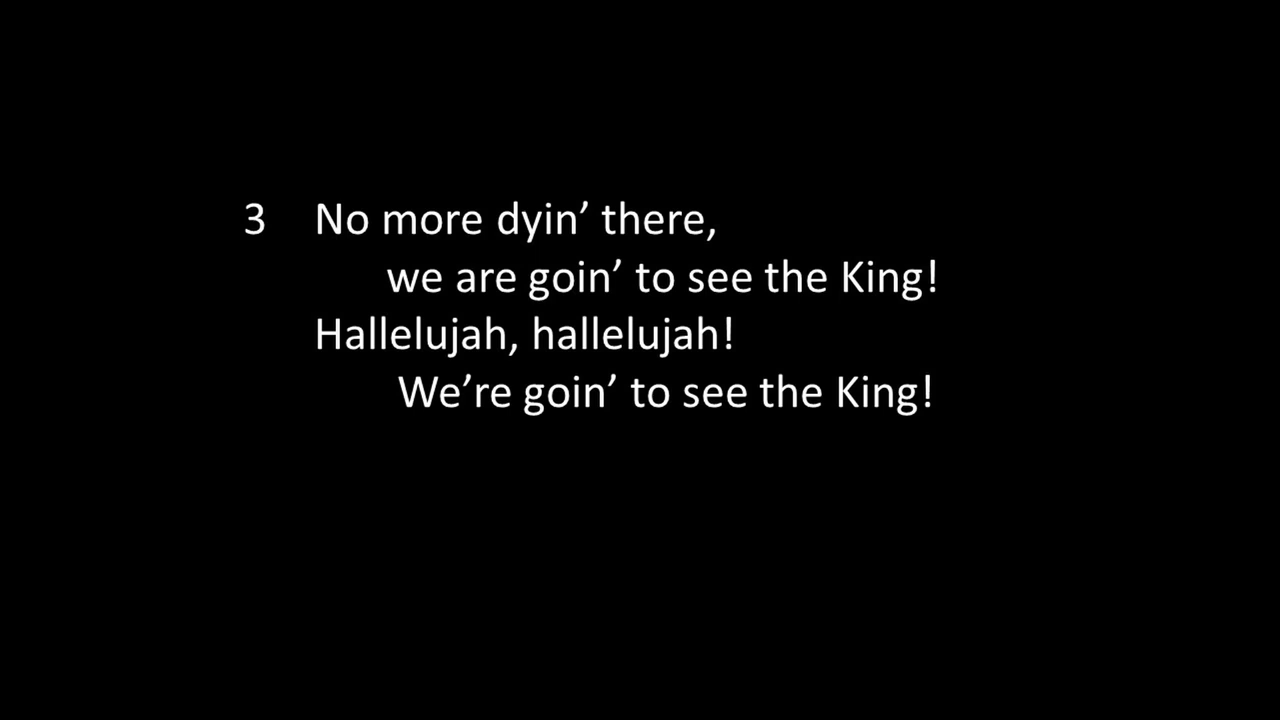 3 No more dyin’ there,
we are goin’ to see the King!
Hallelujah, hallelujah!
We’re goin’ to see the King!